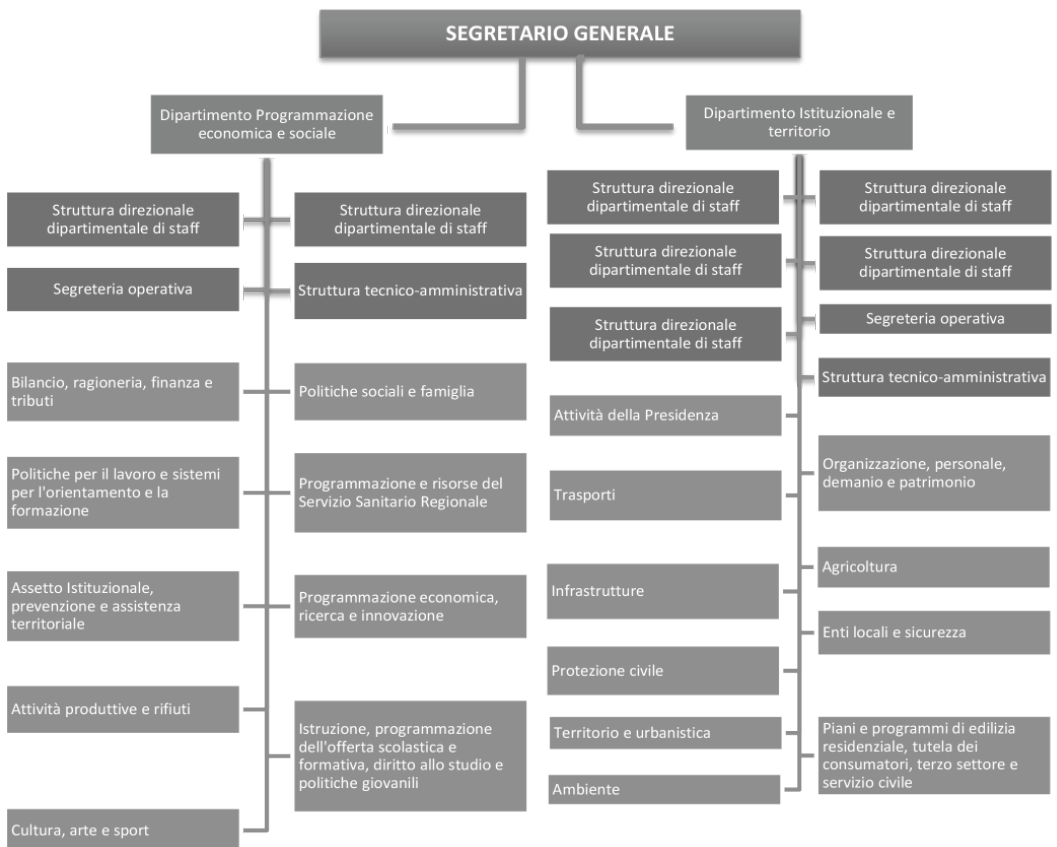 SEGRETARIO GENERALE
Dipartimento Programmazione
economica e sociale
Struttura direzionale
dipartimentale di staff
Struttura direzionale
dipartimentale di staff
Segreteria operativa
Struttura tecnico-amministrativa
Bilancio, ragioneria, finanza e
tributi
Politiche sociali e famiglia
Politiche per il lavoro e sistemi
per l'orientamento e la
formazione
Programmazione e risorse del
Servizio Sanitario Regionale
Assetto Istituzionale,
prevenzione e assistenza
territoriale
Programmazione economica,
ricerca e innovazione
Attività produttive e rifiuti
Istruzione, programmazione
dell'offerta scolastica e
formativa, diritto allo studio e
politiche giovanili
Cultura, arte e sport
Dipartimento Istituzionale e
territorio
Struttura direzionale
dipartimentale di staff
Struttura direzionale
dipartimentale di staff
Struttura direzionale
dipartimentale di staff
Struttura direzionale
dipartimentale di staff
Struttura direzionale
dipartimentale di staff
Segreteria operativa
Struttura tecnico-amministrativa
Attività della Presidenza
Organizzazione, personale,
demanio e patrimonio
Trasporti
Agricoltura
Infrastrutture
Enti locali e sicurezza
Protezione civile
Territorio e urbanistica
Piani e programmi di edilizia
residenziale, tutela dei
consumatori, terzo settore e
servizio civile
Ambiente